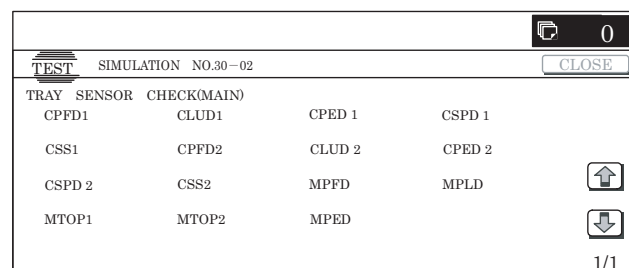 0
TEST SIMULATION NO.30-02 CLOSE
TRAY SENSOR CHECK(MAIN)
CPFD1 CLUD1 CPED 1 CSPD 1
CSS1 CPFD2 CLUD 2 CPED 2
CSPD 2 CSS2 MPFD MPLD
MTOP1 MTOP2 MPED
1/1